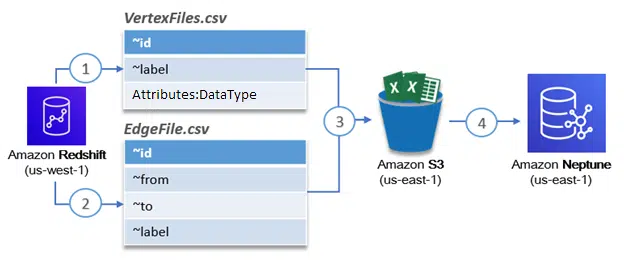 VertexFiles.csv
~id
~label
Attributes:DataType
1
Amazon Redshift
(us-west-1)
2
EdgeFile.csv
~id
~from
~to
~label
3
Amazon S3
(us-east-1)
4
Amazon Neptune
(us-east-1)